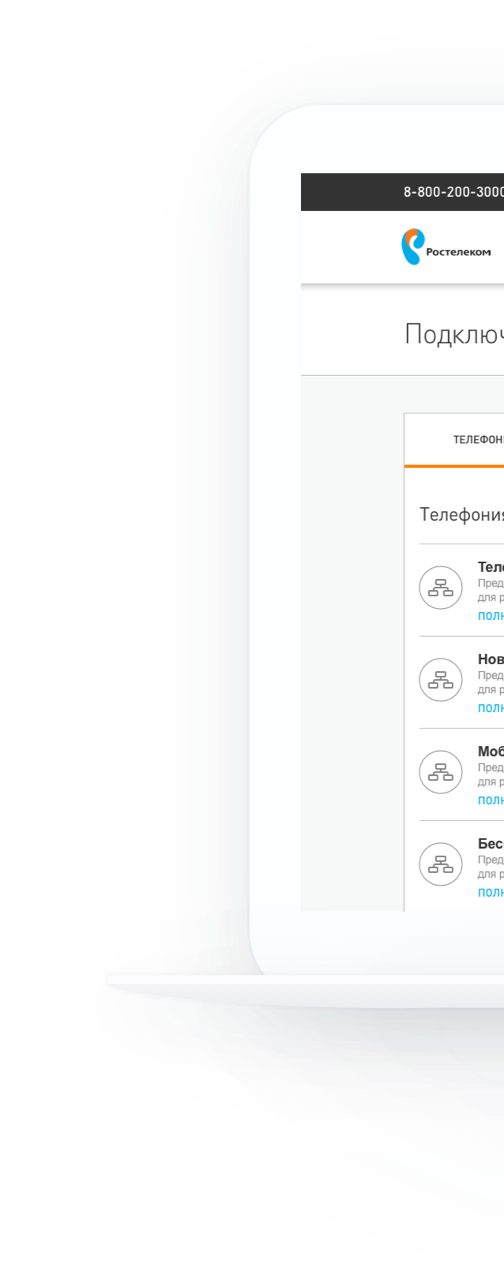 8-800-200-3000
Ростелеком
Подключ
ТЕЛЕФОН
Телефония
Тел
Пред
для р
ПОЛН
Нов
Пред
для р
ПОЛН
Моб
Пред
для р
ПОЛН
Бес
Пред
для р
ПОЛН